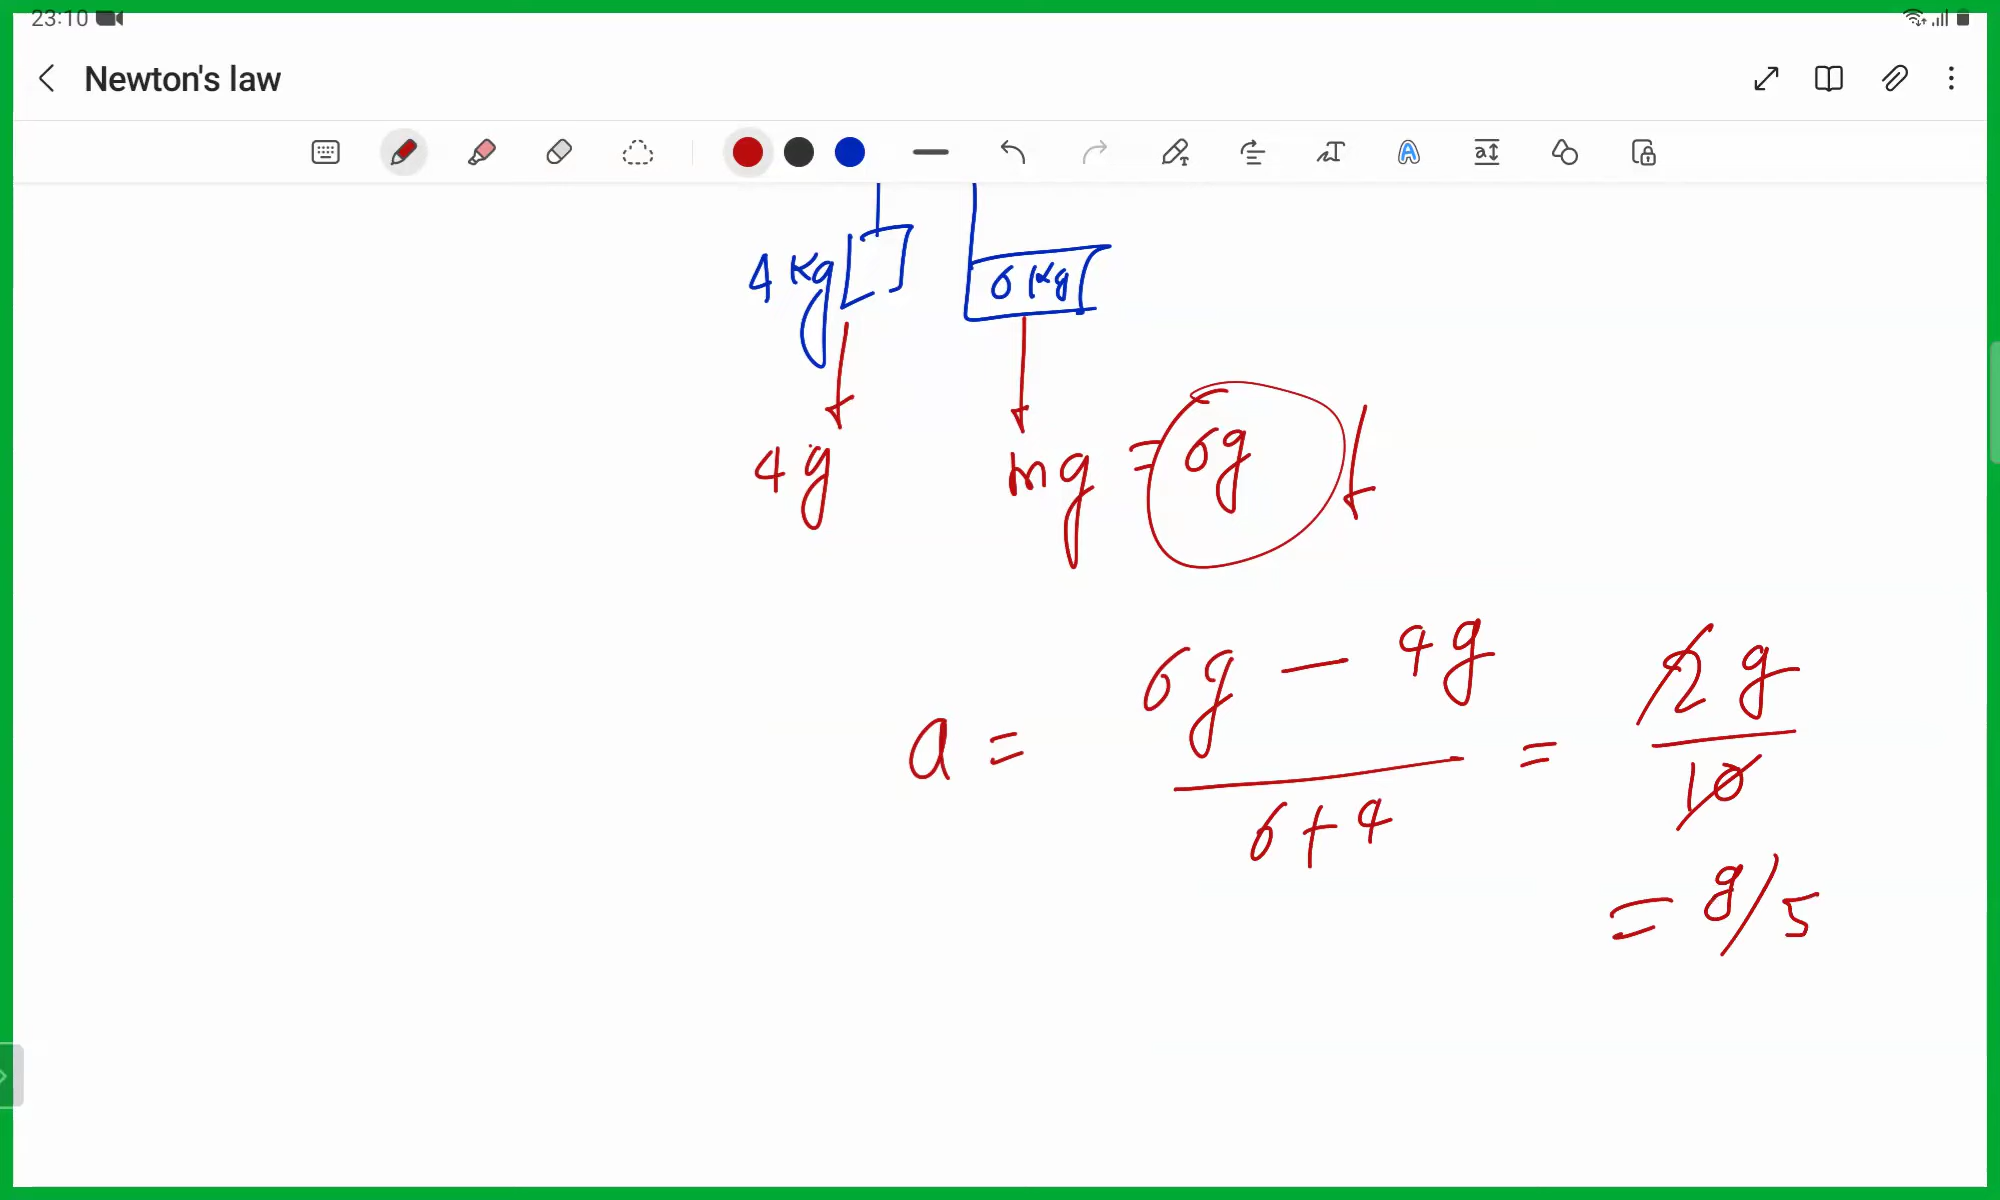 23:10
Newton's law
4 Kg 6 Kg
4g mg = 6g
a = 6g - 4g / 6+4 = 2g / 10
= g/5